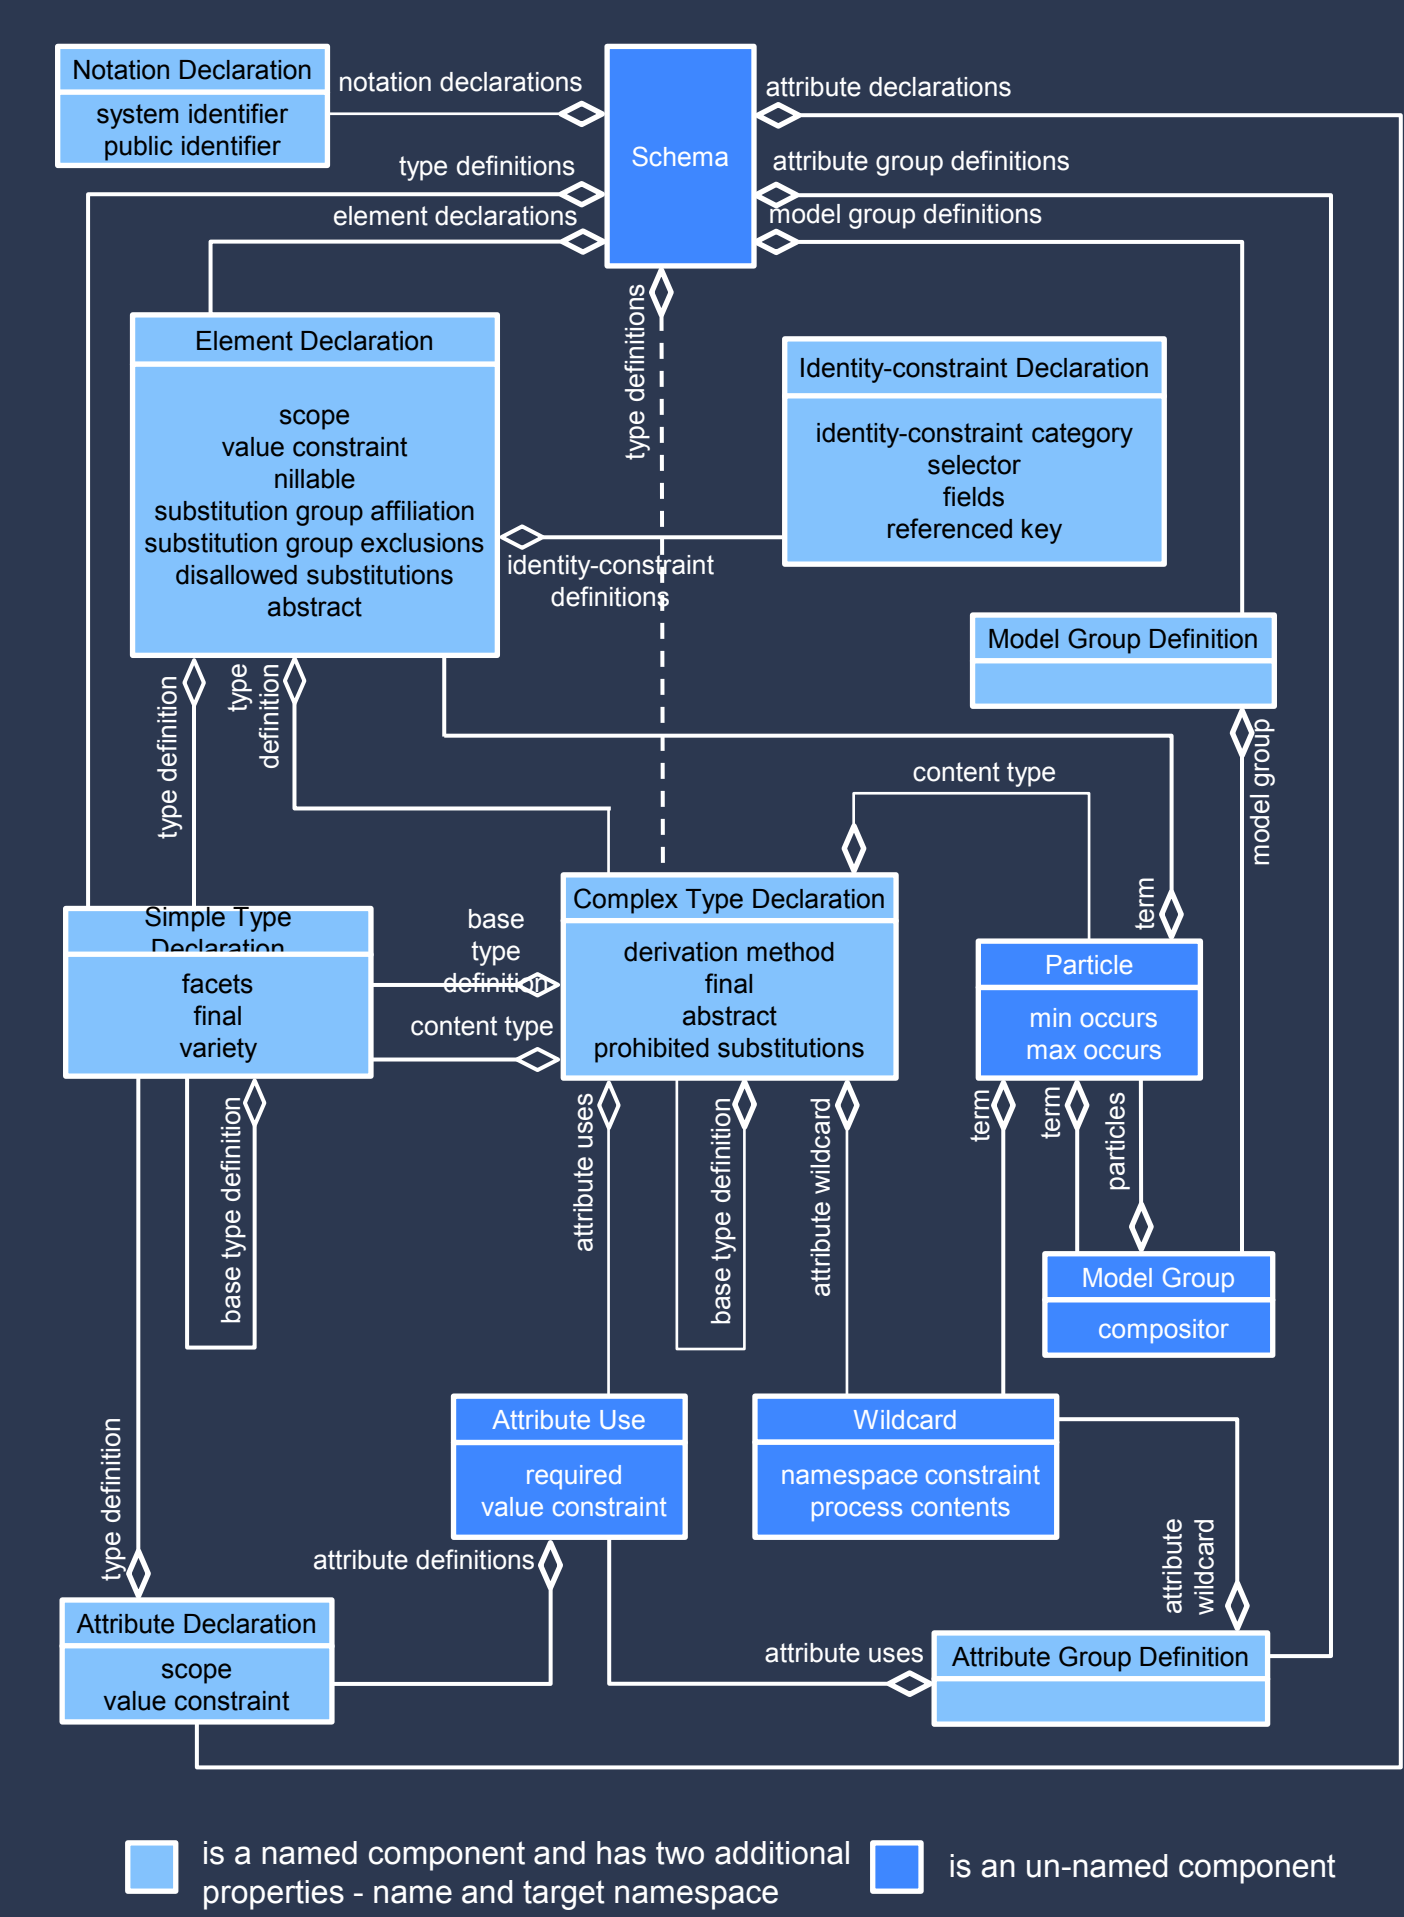 Notation Declaration
system identifier
public identifier
notation declarations
type definitions
element declarations
Schema
attribute declarations
attribute group definitions
model group definitions
type definitions
Element Declaration
scope
value constraint
nillable
substitution group affiliation
substitution group exclusions
disallowed substitutions
abstract
identity-constraint
definitions
Identity-constraint Declaration
identity-constraint category
selector
fields
referenced key
Model Group Definition
model group
type definition
type
definition
content type
term
Simple Type
Declaration
facets
final
variety
base
type
definition
content type
Complex Type Declaration
derivation method
final
abstract
prohibited substitutions
Particle
min occurs
max occurs
base type definition
attribute uses
base type definition
attribute wildcard
term
term
particles
Model Group
compositor
type definition
Attribute Use
required
value constraint
Wildcard
namespace constraint
process contents
attribute definitions
attribute
wildcard
Attribute Declaration
scope
value constraint
attribute uses
Attribute Group Definition
is a named component and has two additional
properties - name and target namespace
is an un-named component